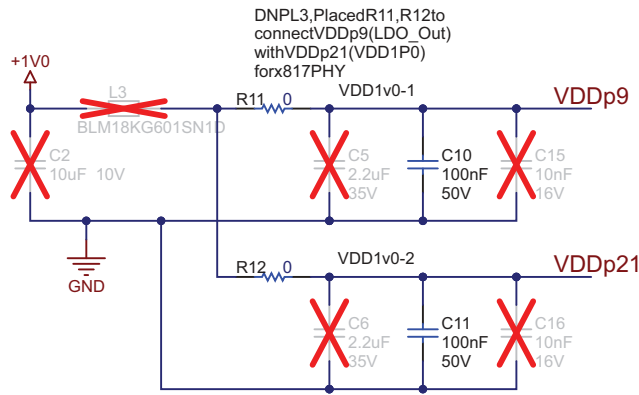 DNPL3,PlacedR11,R12to
connectVDDp9(LDO_Out)
withVDDp21(VDD1P0)
forx817PHY
+1V0
L3
BLM18KG601SN1D
R11 0
VDD1v0-1
VDDp9
C2
10uF 10V
C5
2.2uF
35V
C10
100nF
50V
C15
10nF
16V
GND
R12 0
VDD1v0-2
VDDp21
C6
2.2uF
35V
C11
100nF
50V
C16
10nF
16V